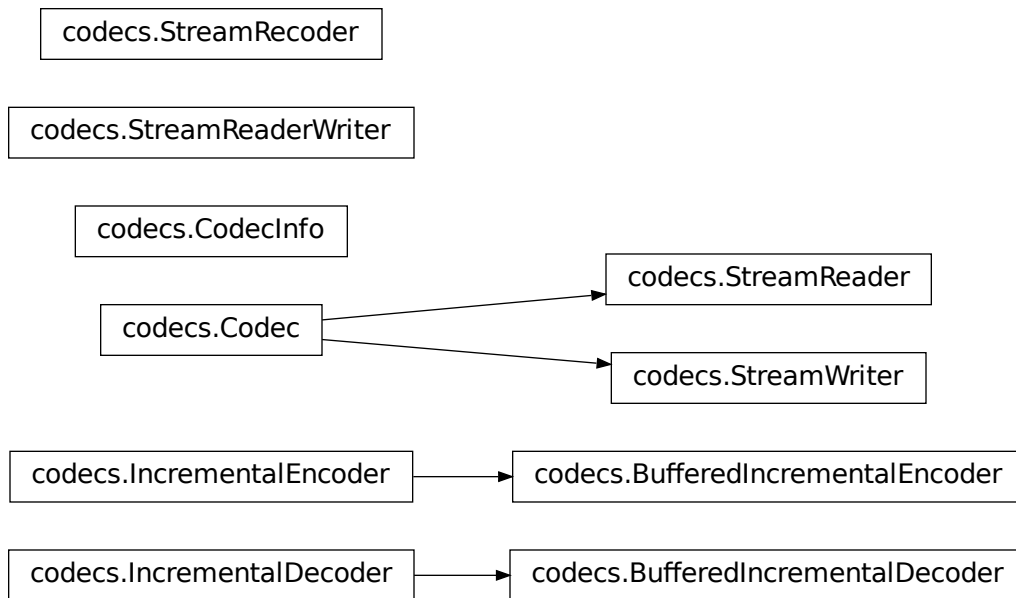 codecs.StreamRecoder
codecs.StreamReaderWriter
codecs.CodecInfo
codecs.StreamReader
codecs.Codec
codecs.StreamWriter
codecs.IncrementalEncoder
codecs.BufferedIncrementalEncoder
codecs.IncrementalDecoder
codecs.BufferedIncrementalDecoder